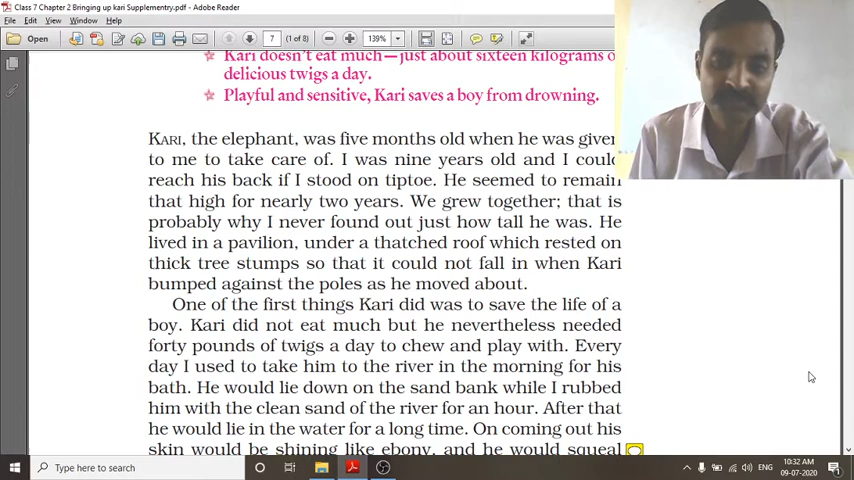 Class 7 Chapter 2 Bringing up kari Supplementry.pdf - Adobe Reader
File Edit View Window Help
Open 7 (1 of 8) 139%
Kari doesn't eat much—just about sixteen kilograms
delicious twigs a day.
Playful and sensitive, Kari saves a boy from drowning.
KARI, the elephant, was five months old when he was given
to me to take care of. I was nine years old and I could
reach his back if I stood on tiptoe. He seemed to remain
that high for nearly two years. We grew together; that is
probably why I never found out just how tall he was. He
lived in a pavilion, under a thatched roof which rested on
thick tree stumps so that it could not fall in when Kari
bumped against the poles as he moved about.
One of the first things Kari did was to save the life of a
boy. Kari did not eat much but he nevertheless needed
forty pounds of twigs a day to chew and play with. Every
day I used to take him to the river in the morning for his
bath. He would lie down on the sand bank while I rubbed
him with the clean sand of the river for an hour. After that
he would lie in the water for a long time. On coming out his
skin would be shining like ebony, and he would squeal
Type here to search
ENG
10:32 AM
09-07-2020